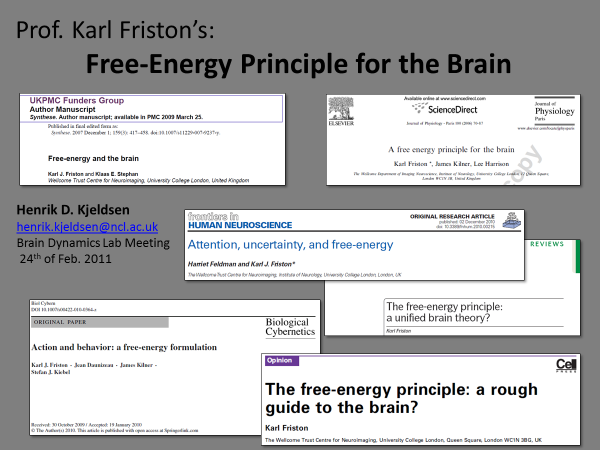 Prof. Karl Friston's:
Free-Energy Principle for the Brain
UKPMC Funders Group
Author Manuscript
Synthese. Author manuscript; available in PMC 2009 March 25.
Published in final edited form as:
Synthese. 2007 December 1; 159(3): 417–458. doi:10.1007/s11229-007-9237-y.
Free-energy and the brain
Karl J. Friston and Klaas E. Stephan
Wellcome Trust Centre for Neuroimaging, University College London, United Kingdom
Available online at www.sciencedirect.com
ScienceDirect
ELSEVIER
Journal of Physiology - Paris 100 (2006) 70–87
Journal of
Physiology
Paris
www.elsevier.com/locate/jphysparis
A free energy principle for the brain
Karl Friston *, James Kilner, Lee Harrison
The Wellcome Department of Imaging Neuroscience, Institute of Neurology, University College London, 12 Queen Square,
London WC1N 3B, United Kingdom
copy
Henrik D. Kjeldsen
henrik.kjeldsen@ncl.ac.uk
Brain Dynamics Lab Meeting
24th of Feb. 2011
frontiers in
HUMAN NEUROSCIENCE
ORIGINAL RESEARCH ARTICLE
published: 02 December 2010
doi: 10.3389/fnhum.2010.00215
Attention, uncertainty, and free-energy
Harriet Feldman and Karl J. Friston*
The Wellcome Trust Centre for Neuroimaging, Institute of Neurology, University College London, London, UK
REVIEWS
The free-energy principle:
a unified brain theory?
Karl Friston
Biol Cybern
DOI 10.1007/s00422-010-0364-z
ORIGINAL PAPER
Biological
Cybernetics
Action and behavior: a free-energy formulation
Karl J. Friston · Jean Daunizeau · James Kilner ·
Stefan J. Kiebel
Received: 30 October 2009 / Accepted: 19 January 2010
© The Author(s) 2010. This article is published with open access at Springerlink.com
Opinion
Cell
PRESS
The free-energy principle: a rough
guide to the brain?
Karl Friston
The Wellcome Trust Centre for Neuroimaging, University College London, Queen Square, London WC1N 3BG, UK